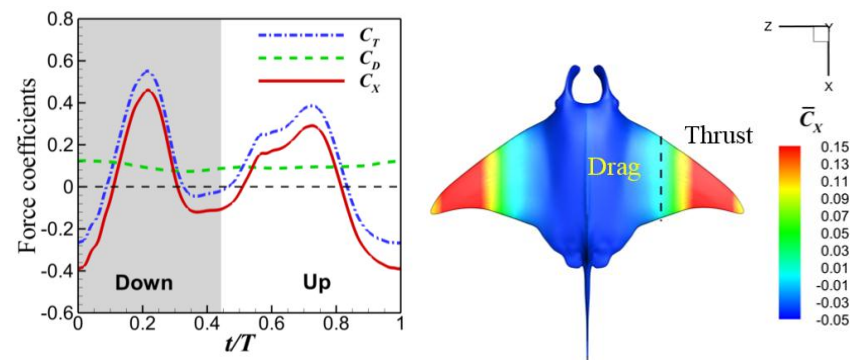 0.8
0.6
0.4
0.2
0
-0.2
-0.4
-0.6
0
0.2
0.4
0.6
0.8
1
Force coefficients
t/T
C_T
C_D
C_X
Down
Up
Drag
Thrust
Z
Y
X
C̄_X
0.15
0.13
0.11
0.09
0.07
0.05
0.03
0.01
-0.01
-0.03
-0.05